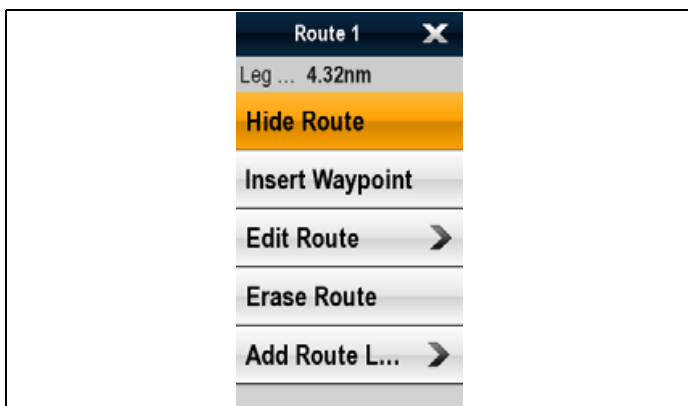 Route 1 X
Leg ... 4.32nm
Hide Route
Insert Waypoint
Edit Route
Erase Route
Add Route L...